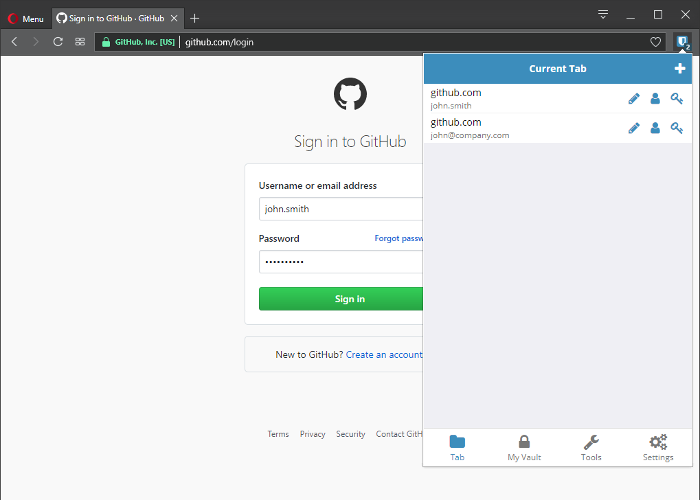 Menu
Sign in to GitHub · GitHub
GitHub, Inc. [US]
github.com/login
2
Sign in to GitHub
Username or email address
john.smith
Password
Forgot passw
Sign in
New to GitHub? Create an account
Terms
Privacy
Security
Contact GitH
Current Tab
github.com
john.smith
github.com
john@company.com
Tab
My Vault
Tools
Settings